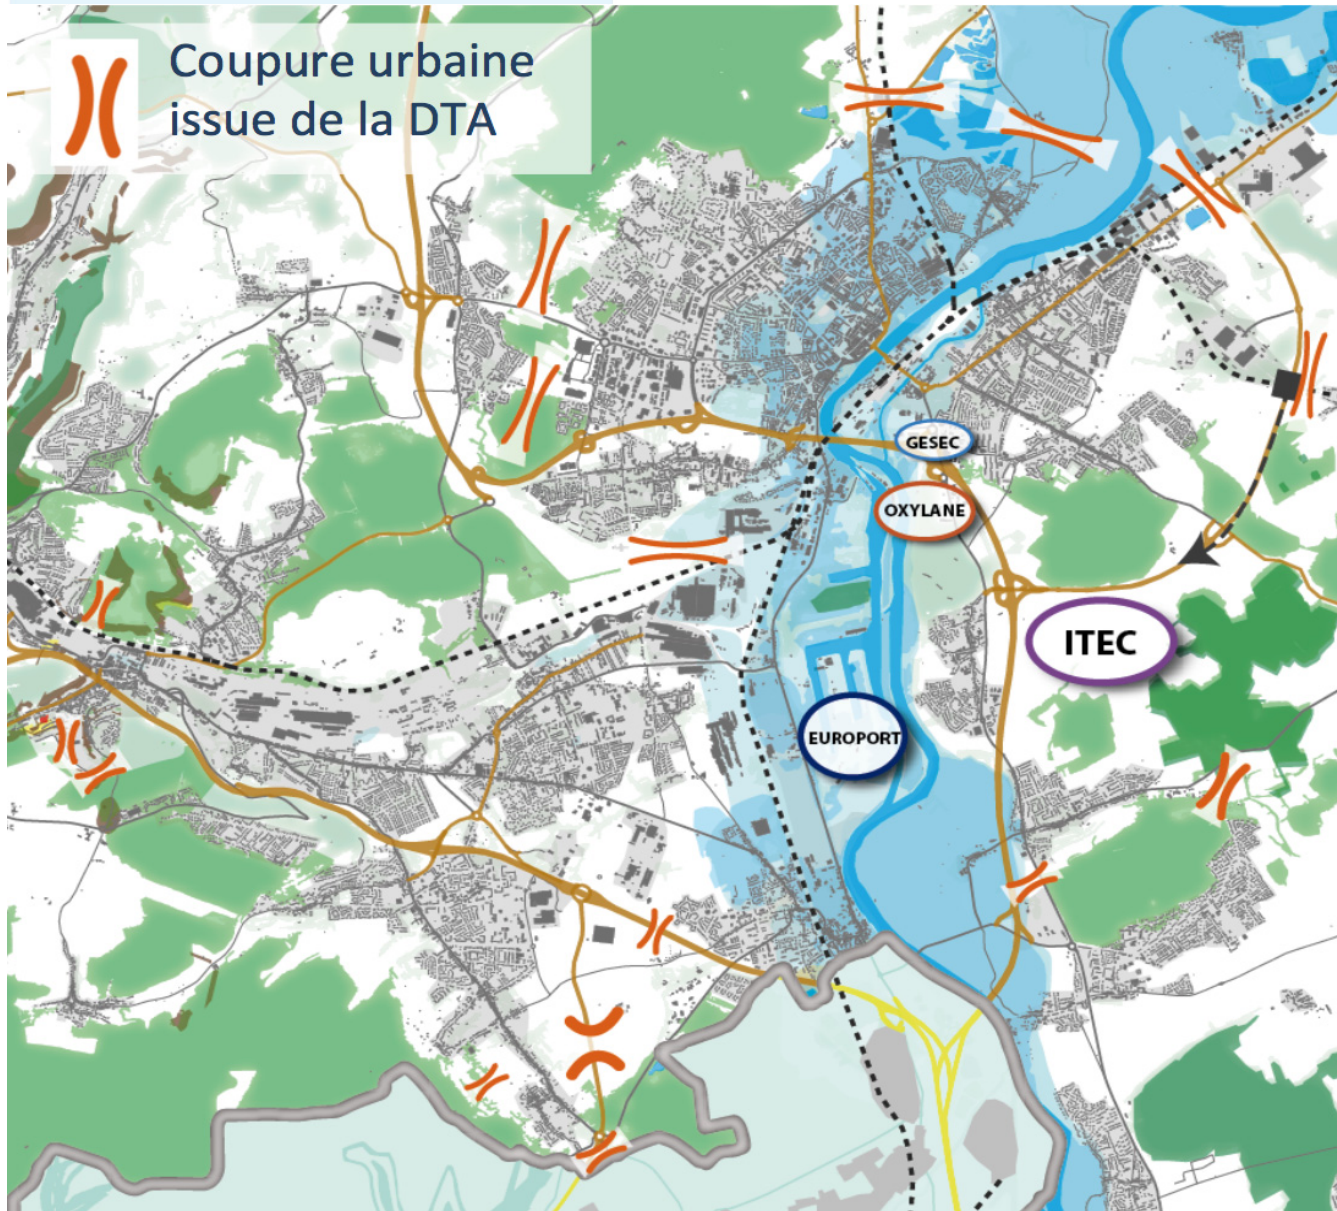 Coupure urbaine
issue de la DTA
GESEC
OXYLANE
ITEC
EUROPORT